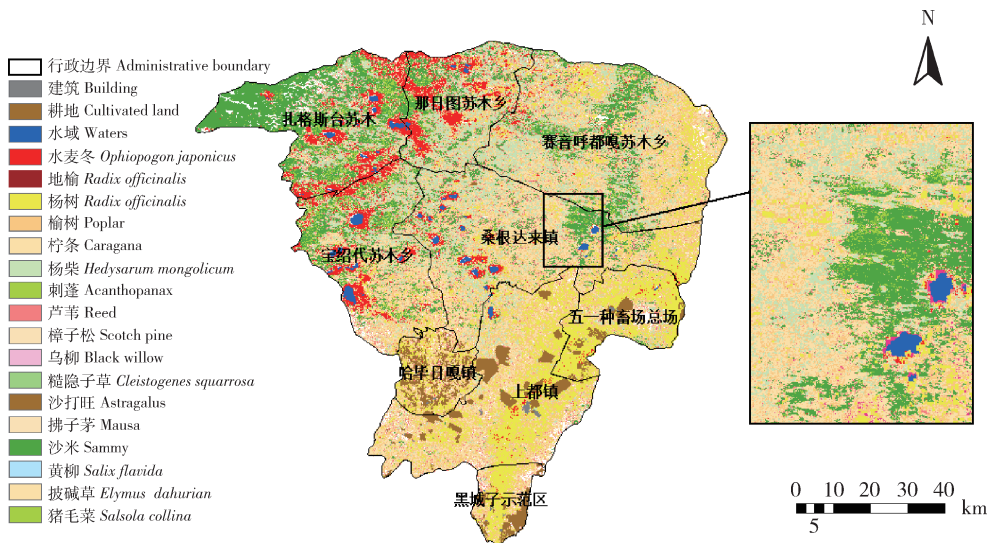 N
行政边界 Administrative boundary
建筑 Building
耕地 Cultivated land
水域 Waters
水麦冬 Ophiopogon japonicus
地榆 Radix officinalis
杨树 Radix officinalis
榆树 Poplar
柠条 Caragana
杨柴 Hedysarum mongolicum
刺蓬 Acanthopanax
芦苇 Reed
樟子松 Scotch pine
乌柳 Black willow
糙隐子草 Cleistogenes squarrosa
沙打旺 Astragalus
拂子茅 Mausa
沙米 Sammy
黄柳 Salix flavida
披碱草 Elymus dahurian
猪毛菜 Salsola collina
那日图苏木乡
扎格斯台苏木
赛音呼都嘎苏木乡
桑根达来镇
宝绍代苏木乡
五一种畜场总场
哈毕日嘎镇
上都镇
黑城子示范区
0 10 20 30 40
km
5